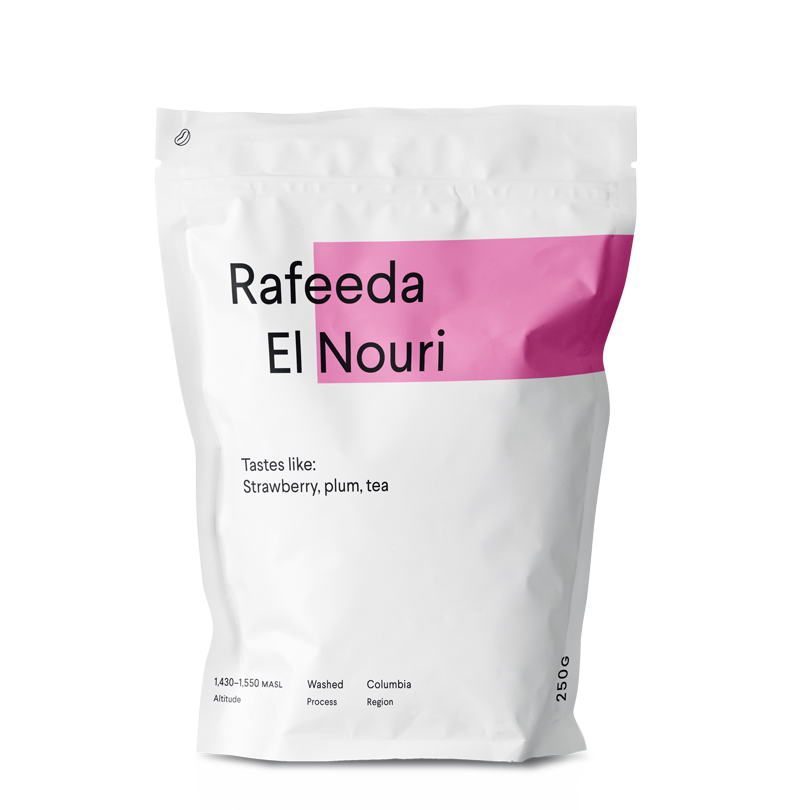 Rafeeda
El Nouri
Tastes like:
Strawberry, plum, tea
1,430–1,550 MASL
Altitude
Washed
Process
Columbia
Region
250G